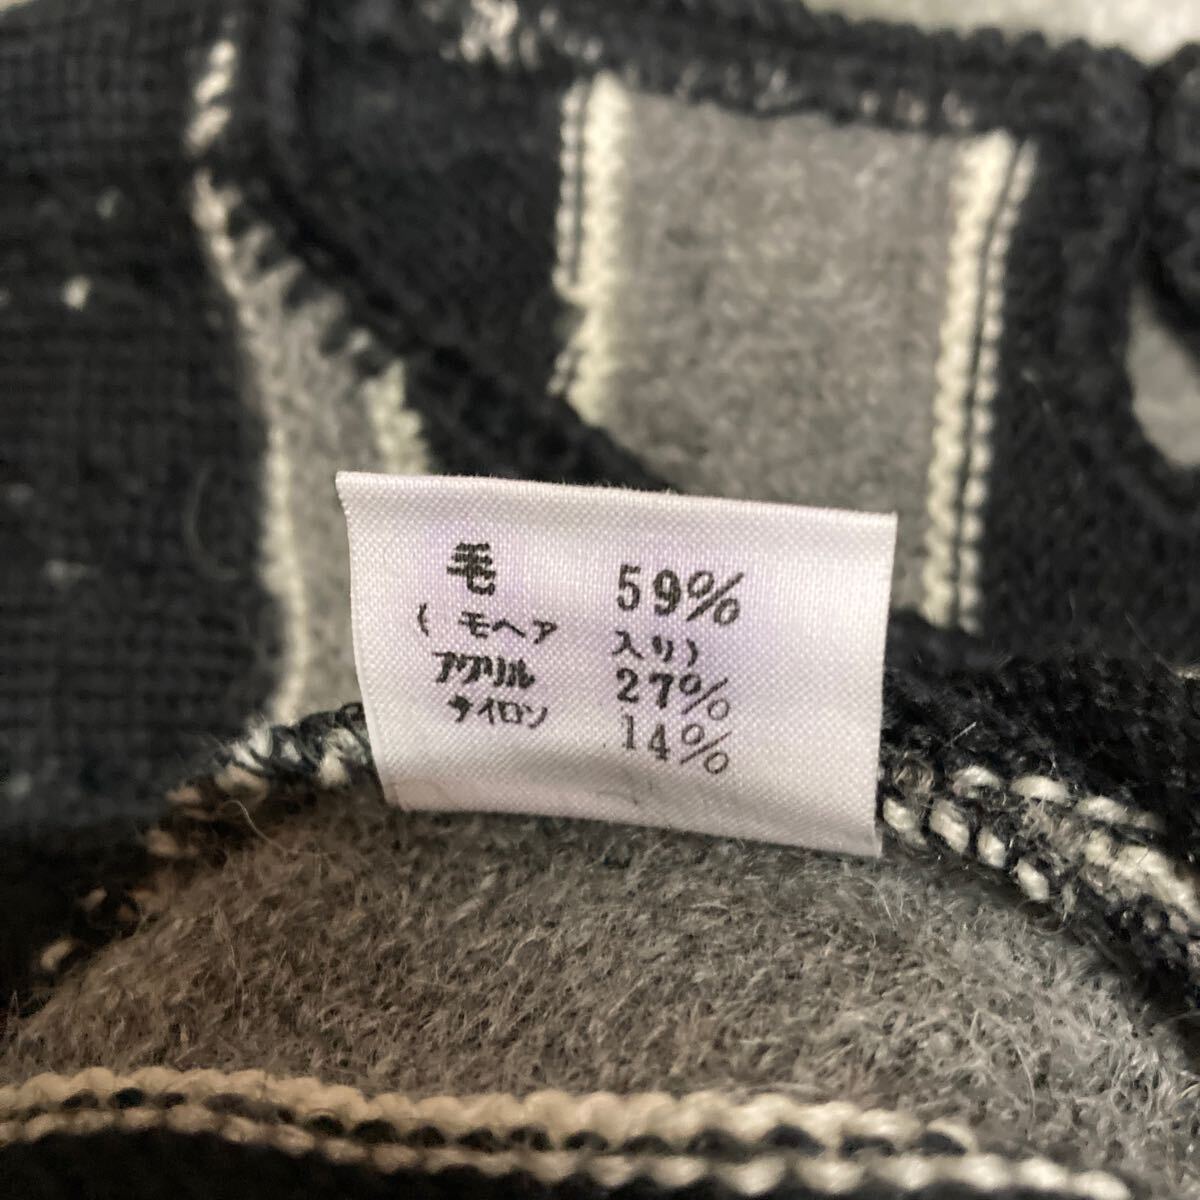 毛 59%
( モヘア 入り)
アクリル 27%
ナイロン 14%